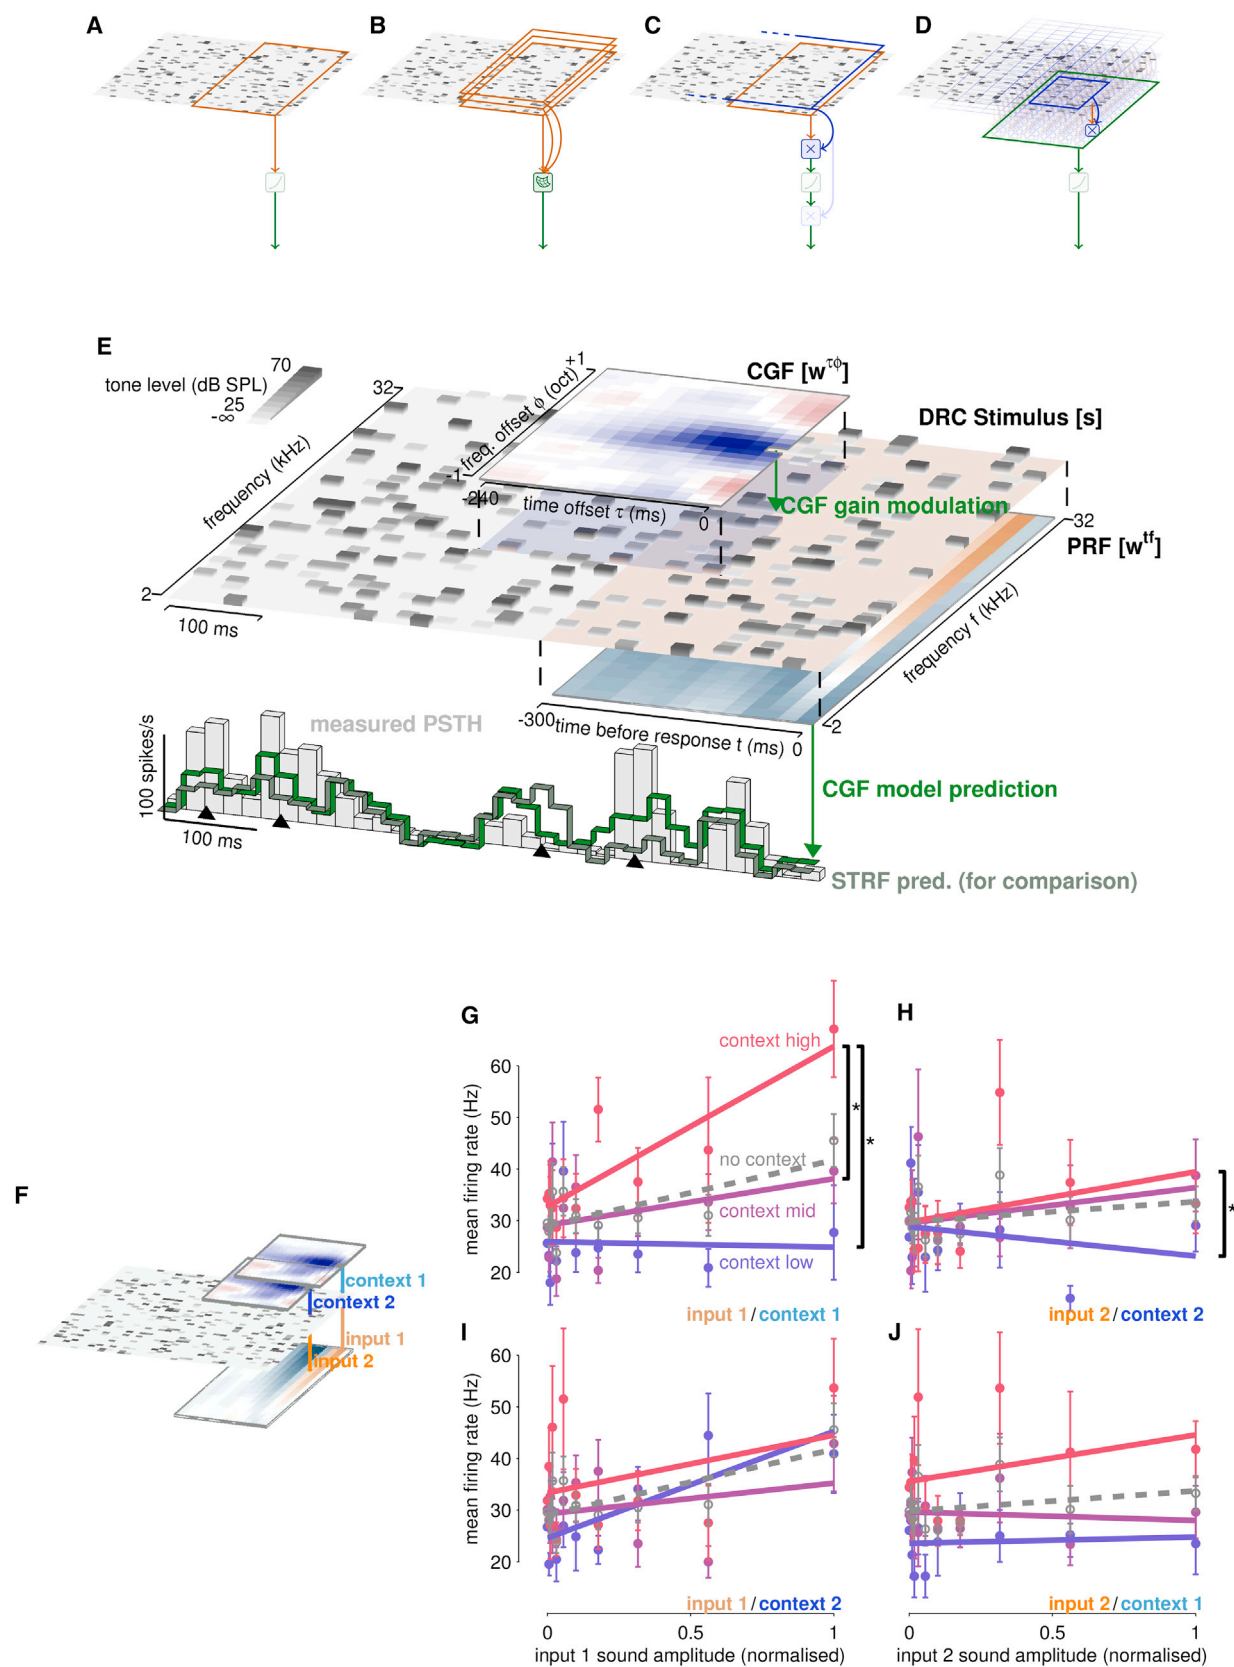 A
B
C
D
E
70
tone level (dB SPL)
25
-∞
32
frequency (kHz)
2
100 ms
+1
freq. offset ϕ (oct)
-1
-240
time offset τ (ms)
0
CGF [w^τϕ]
DRC Stimulus [s]
CGF gain modulation
32
PRF [w^tf]
frequency f (kHz)
2
-300
time before response t (ms)
0
measured PSTH
100 spikes/s
100 ms
CGF model prediction
STRF pred. (for comparison)
F
context 1
context 2
input 1
input 2
G
context high
no context
context mid
context low
*
*
60
50
40
30
20
mean firing rate (Hz)
input 1/context 1
H
*
input 2/context 2
I
60
50
40
30
20
mean firing rate (Hz)
input 1/context 2
0
0.5
1
input 1 sound amplitude (normalised)
J
input 2/context 1
0
0.5
1
input 2 sound amplitude (normalised)